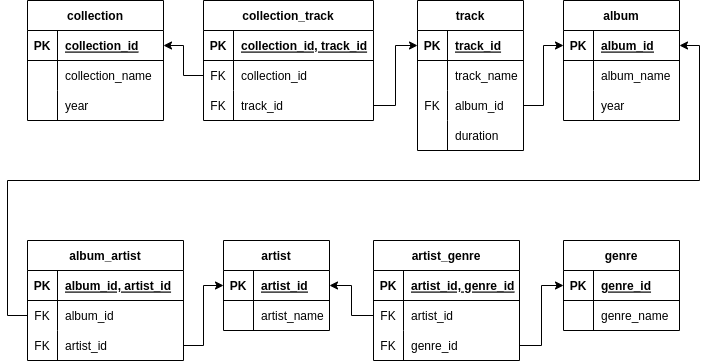 collection
PK collection_id
collection_name
year
collection_track
PK collection_id, track_id
FK collection_id
FK track_id
track
PK track_id
track_name
FK album_id
duration
album
PK album_id
album_name
year
album_artist
PK album_id, artist_id
FK album_id
FK artist_id
artist
PK artist_id
artist_name
artist_genre
PK artist_id, genre_id
FK artist_id
FK genre_id
genre
PK genre_id
genre_name